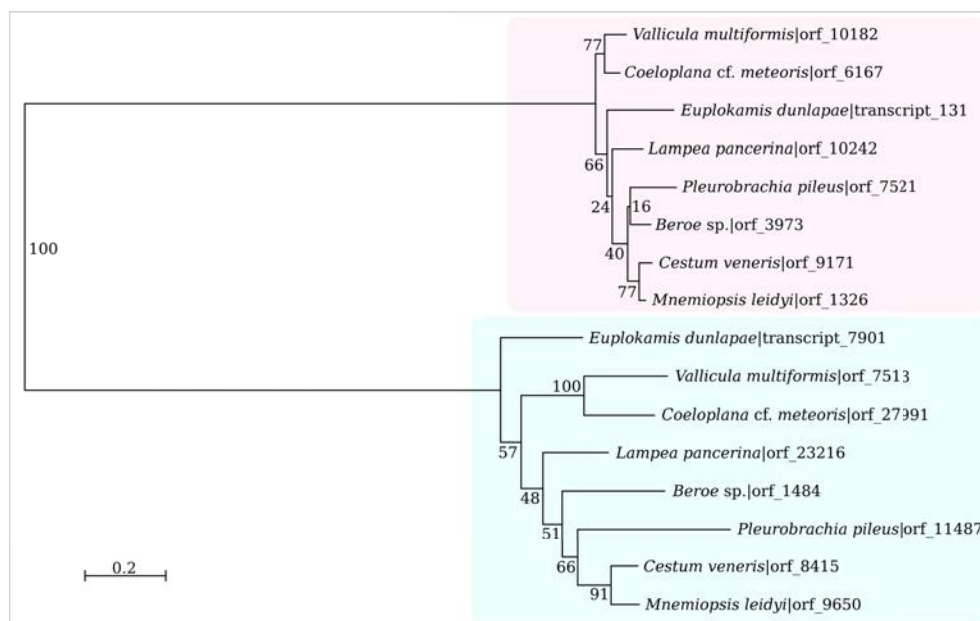 77
Vallicula multiformis|orf_10182
Coeloplana cf. meteoris|orf_6167
Euplokamis dunlapae|transcript_131
66
Lampea pancerina|orf_10242
Pleurobrachia pileus|orf_7521
24
16
Beroe sp.|orf_3973
100
40
Cestum veneris|orf_9171
77
Mnemiopsis leidyi|orf_1326
Euplokamis dunlapae|transcript_7901
100
Vallicula multiformis|orf_7513
Coeloplana cf. meteoris|orf_27991
57
Lampea pancerina|orf_23216
48
Beroe sp.|orf_1484
51
Pleurobrachia pileus|orf_11487
66
Cestum veneris|orf_8415
0.2
91
Mnemiopsis leidyi|orf_9650